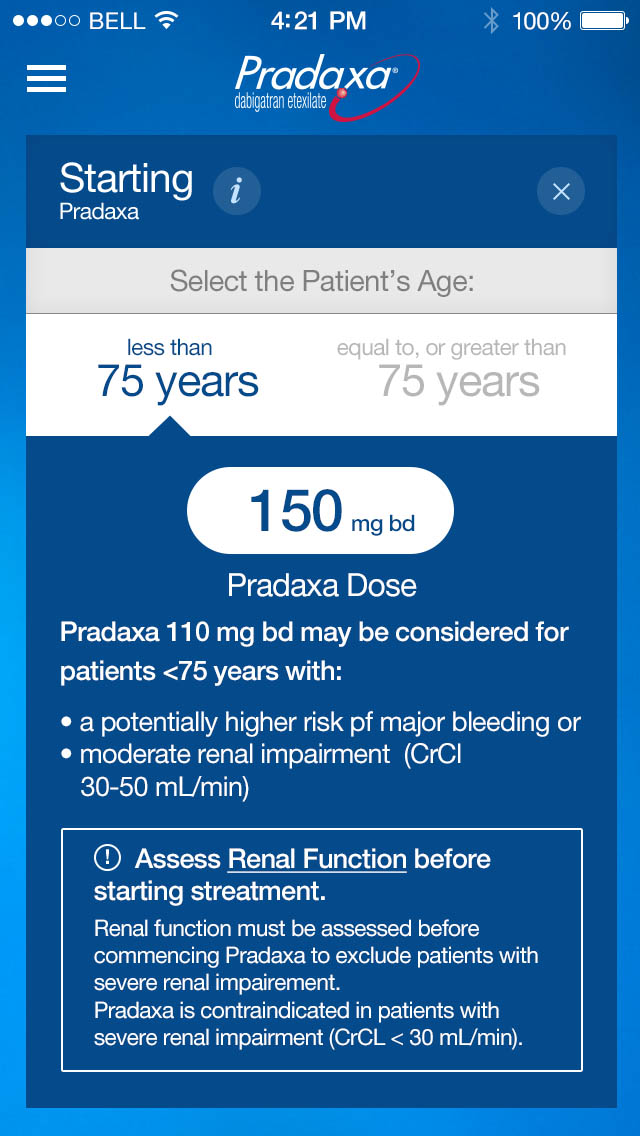 BELL 4:21 PM 100%
Pradaxa®
dabigatran etexilate
Starting i
Pradaxa
Select the Patient's Age:
less than
75 years
equal to, or greater than
75 years
150 mg bd
Pradaxa Dose
Pradaxa 110 mg bd may be considered for
patients <75 years with:
• a potentially higher risk pf major bleeding or
• moderate renal impairment (CrCl
30-50 mL/min)
! Assess Renal Function before
starting streatment.
Renal function must be assessed before
commencing Pradaxa to exclude patients with
severe renal impairement.
Pradaxa is contraindicated in patients with
severe renal impairment (CrCL < 30 mL/min).